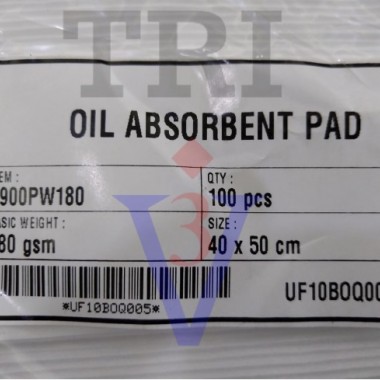 TRI
OIL ABSORBENT PAD
EM : QTY :
900PW180 100 pcs
ASIC WEIGHT : SIZE :
80 gsm 40 x 50 cm
3
V
*UF10BOQ005* UF10BOQ00